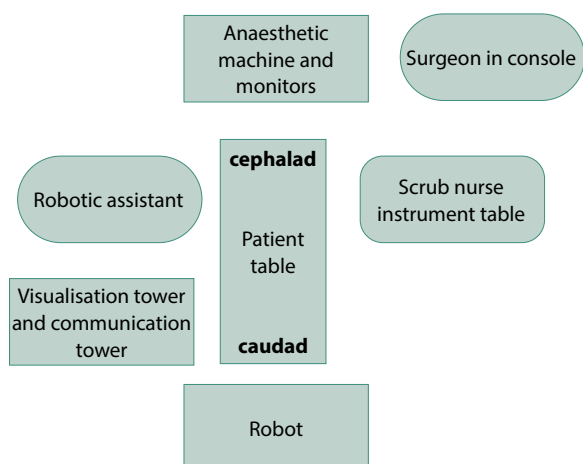 Anaesthetic
machine and
monitors
Surgeon in console
cephalad
Robotic assistant
Scrub nurse
instrument table
Patient
table
Visualisation tower
and communication
tower
caudad
Robot